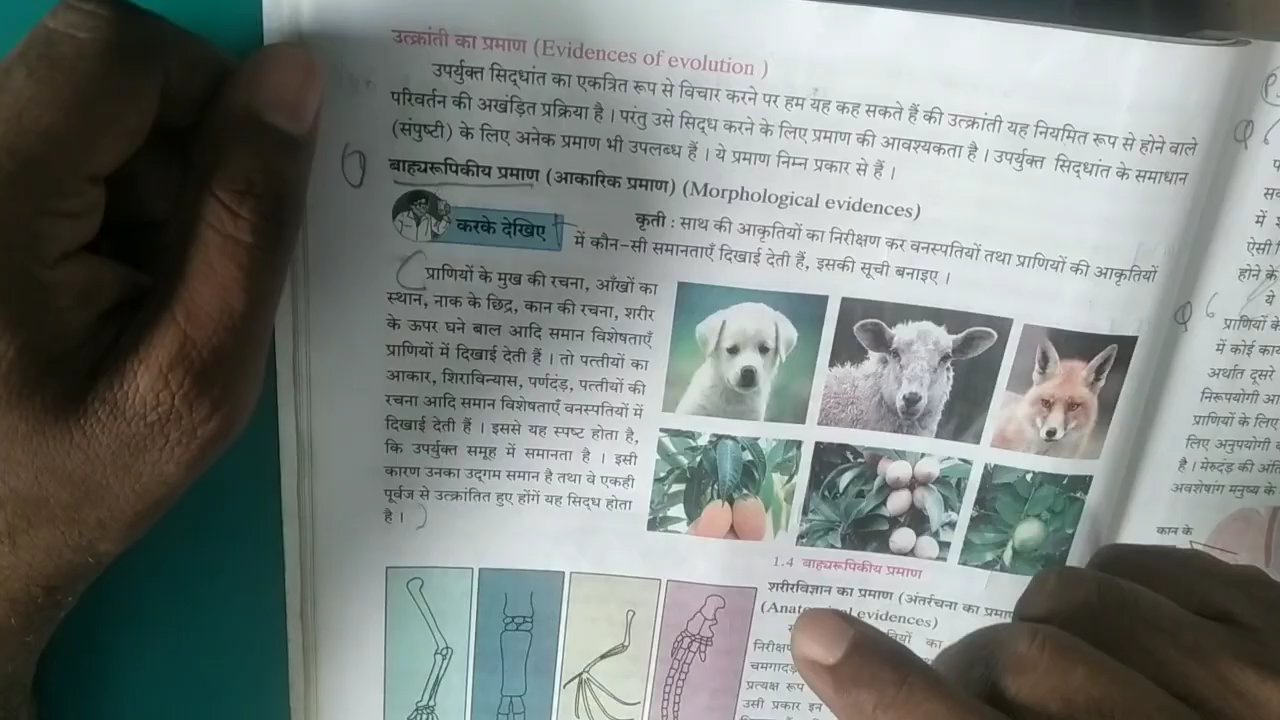 उत्क्रांती का प्रमाण (Evidences of evolution )
उपर्युक्त सिद्धांत का एकत्रित रूप से विचार करने पर हम यह कह सकते हैं की उत्क्रांती यह नियमित रूप से होने वाले
परिवर्तन की अखंडित प्रक्रिया है । परंतु उसे सिद्ध करने के लिए प्रमाण की आवश्यकता है । उपर्युक्त सिद्धांत के समाधान
(संपुष्टी) के लिए अनेक प्रमाण भी उपलब्ध हैं । ये प्रमाण निम्न प्रकार से हैं ।
बाह्यरूपिकीय प्रमाण (आकारिक प्रमाण) (Morphological evidences)
करके देखिए
कृती : साथ की आकृतियों का निरीक्षण कर वनस्पतियों तथा प्राणियों की आकृतियों
में कौन-सी समानताएँ दिखाई देती हैं, इसकी सूची बनाइए ।
प्राणियों के मुख की रचना, आँखों का
स्थान, नाक के छिद्र, कान की रचना, शरीर
के ऊपर घने बाल आदि समान विशेषताएँ
प्राणियों में दिखाई देती हैं । तो पत्तीयों का
आकार, शिराविन्यास, पर्णदंड, पत्तीयों की
रचना आदि समान विशेषताएँ वनस्पतियों में
दिखाई देती हैं । इससे यह स्पष्ट होता है,
कि उपर्युक्त समूह में समानता है । इसी
कारण उनका उद्गम समान है तथा वे एकही
पूर्वज से उत्क्रांतित हुए होंगें यह सिद्ध होता
है ।
1.4 बाह्यरूपिकीय प्रमाण
शरीरविज्ञान का प्रमाण (अंतर्रचना का
evidences)
का
चमगादड़
प्रत्यक्ष रूप
उसी प्रकार इन
में
ऐसी
होने के
ये
प्राणियों के
में कोई
अर्थात दूसरे
निरूपयोगी
प्राणियों के लिए
लिए अनुपयोगी
है । मेरुदंड की
अवशेषांग मनुष्य के
कान के